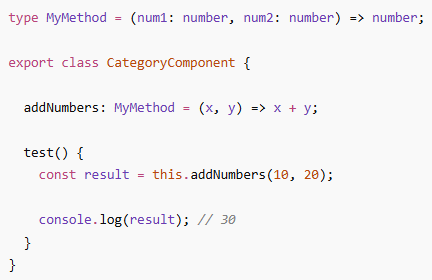 type MyMethod = (num1: number, num2: number) => number;
export class CategoryComponent {
addNumbers: MyMethod = (x, y) => x + y;
test() {
const result = this.addNumbers(10, 20);
console.log(result); // 30
}
}